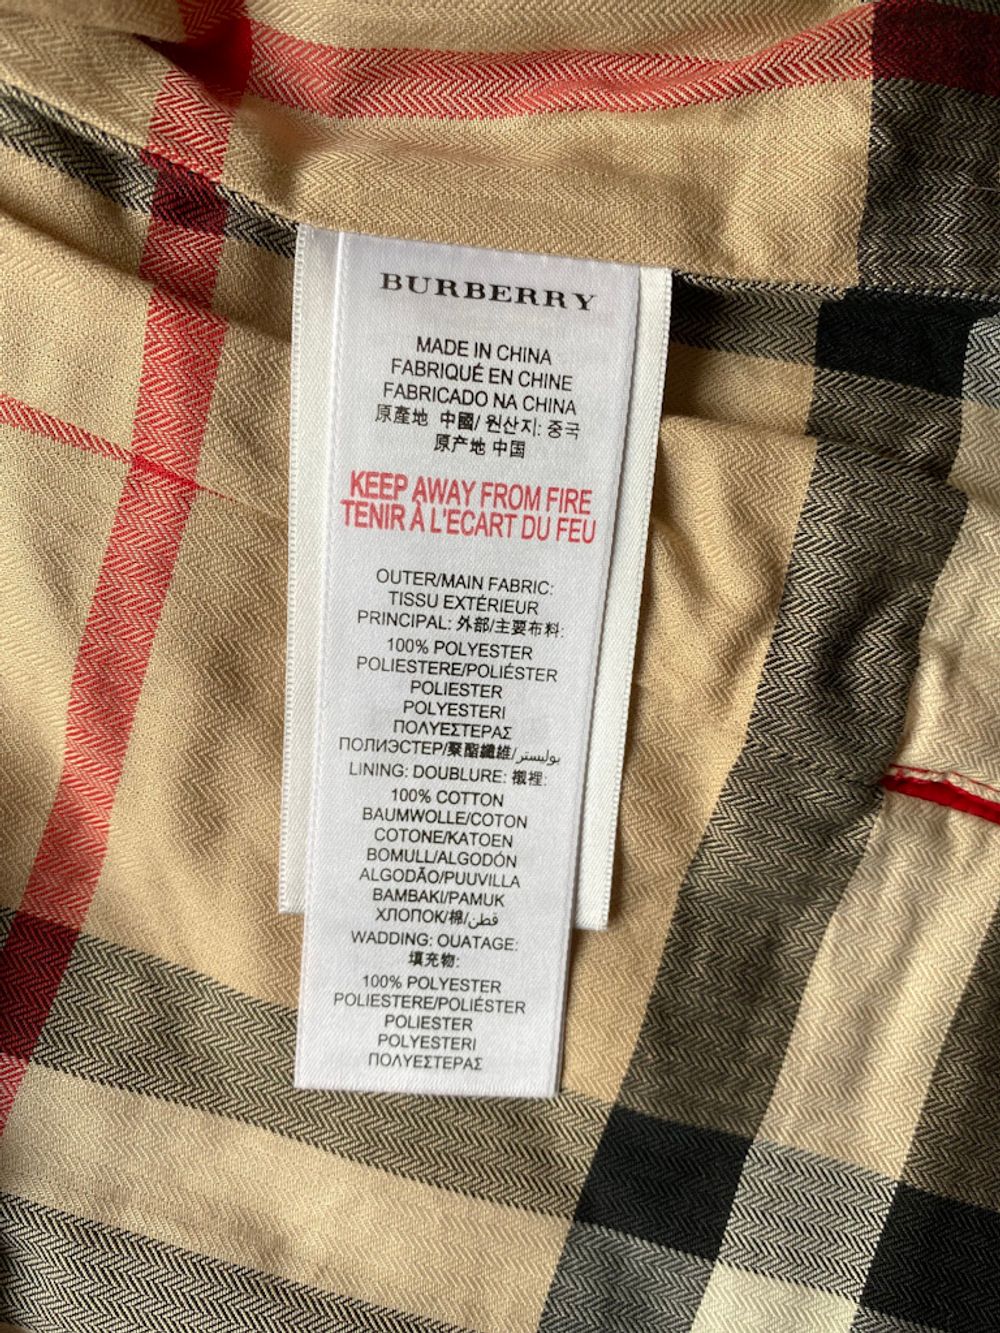 BURBERRY
MADE IN CHINA
FABRIQUÉ EN CHINE
FABRICADO NA CHINA
原產地 中國/ 원산지: 중국
原产地 中国
KEEP AWAY FROM FIRE
TENIR À L'ECART DU FEU
OUTER/MAIN FABRIC:
TISSU EXTÉRIEUR
PRINCIPAL: 外部/主要布料:
100% POLYESTER
POLIESTERE/POLIÉSTER
POLIESTER
POLYESTERI
ΠΟΛΥΕΣΤΕΡΑΣ
ПОЛИЭСТЕР/聚酯纖維/بوليستر
LINING: DOUBLURE: 襯裡:
100% COTTON
BAUMWOLLE/COTON
COTONE/KATOEN
BOMULL/ALGODÓN
ALGODÃO/PUUVILLA
BAMBAKI/PAMUK
ХЛОПОК/棉/قطن
WADDING: OUATAGE:
填充物:
100% POLYESTER
POLIESTERE/POLIÉSTER
POLIESTER
POLYESTERI
ΠΟΛΥΕΣΤΕΡΑΣ